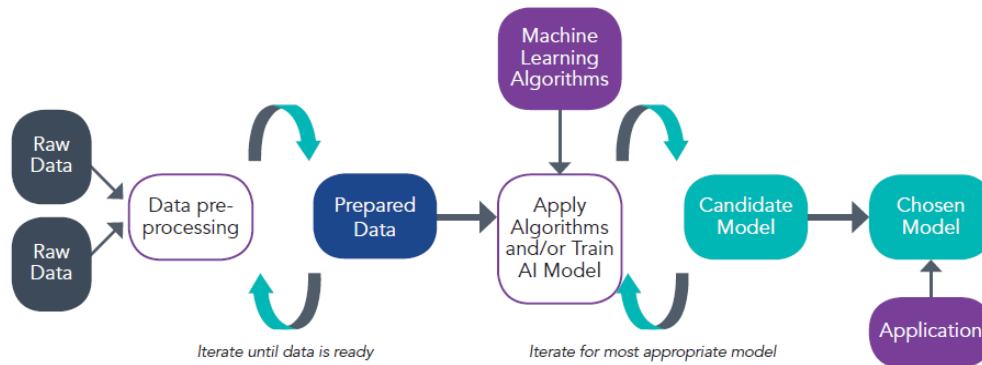 Machine
Learning
Algorithms
Raw
Data
Raw
Data
Data pre-
processing
Prepared
Data
Apply
Algorithms
and/or Train
AI Model
Candidate
Model
Chosen
Model
Application
Iterate until data is ready
Iterate for most appropriate model